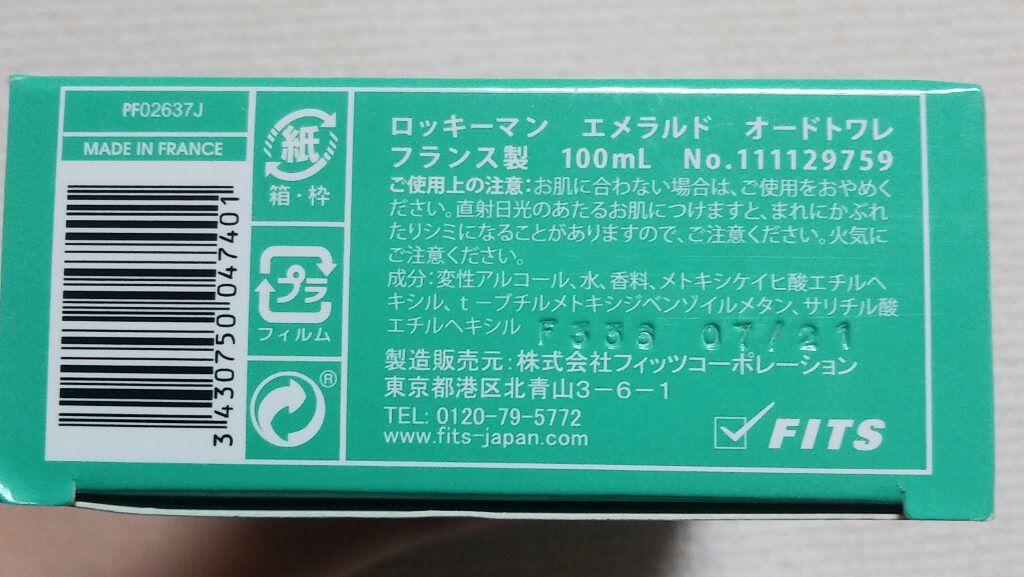 PF02637J
MADE IN FRANCE
3 430750 047401
紙
箱・枠
プラ
フィルム
®
ロッキーマン エメラルド オードトワレ
フランス製 100mL No.111129759
ご使用上の注意:お肌に合わない場合は、ご使用をおやめく
ださい。直射日光のあたるお肌につけますと、まれにかぶれ
たりシミになることがありますので、ご注意ください。火気に
ご注意ください。
成分:変性アルコール、水、香料、メトキシケイヒ酸エチルヘ
キシル、t-ブチルメトキシジベンゾイルメタン、サリチル酸
エチルヘキシル
F336 07/21
製造販売元:株式会社フィッツコーポレーション
東京都港区北青山3-6-1
TEL: 0120-79-5772
www.fits-japan.com
FITS